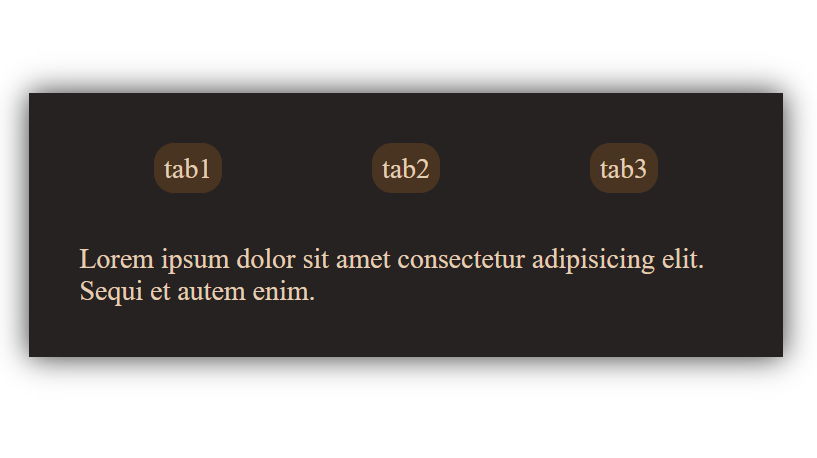 tab1 tab2 tab3
Lorem ipsum dolor sit amet consectetur adipisicing elit.
Sequi et autem enim.